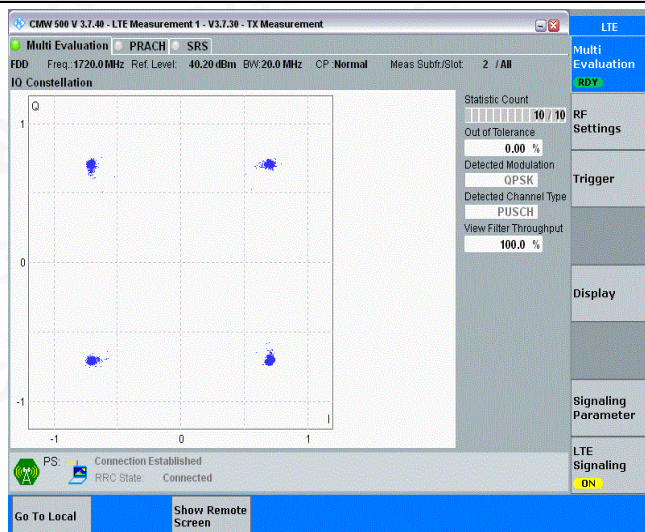 CMW 500 V 3.7.40 - LTE Measurement 1 - V3.7.30 - TX Measurement
LTE
Multi Evaluation PRACH SRS
Multi
Evaluation
RDY
FDD Freq.:1720.0 MHz Ref. Level: 40.20 dBm BW:20.0 MHz CP :Normal Meas Subfr./Slot: 2 / All
IQ Constellation
Q
1
0
-1
I
-1 0 1
Statistic Count
10 / 10
Out of Tolerance
0.00 %
Detected Modulation
QPSK
Detected Channel Type
PUSCH
View Filter Throughput
100.0 %
RF
Settings
Trigger
Display
Signaling
Parameter
LTE
Signaling
ON
PS: Connection Established
RRC State: Connected
Go To Local
Show Remote
Screen